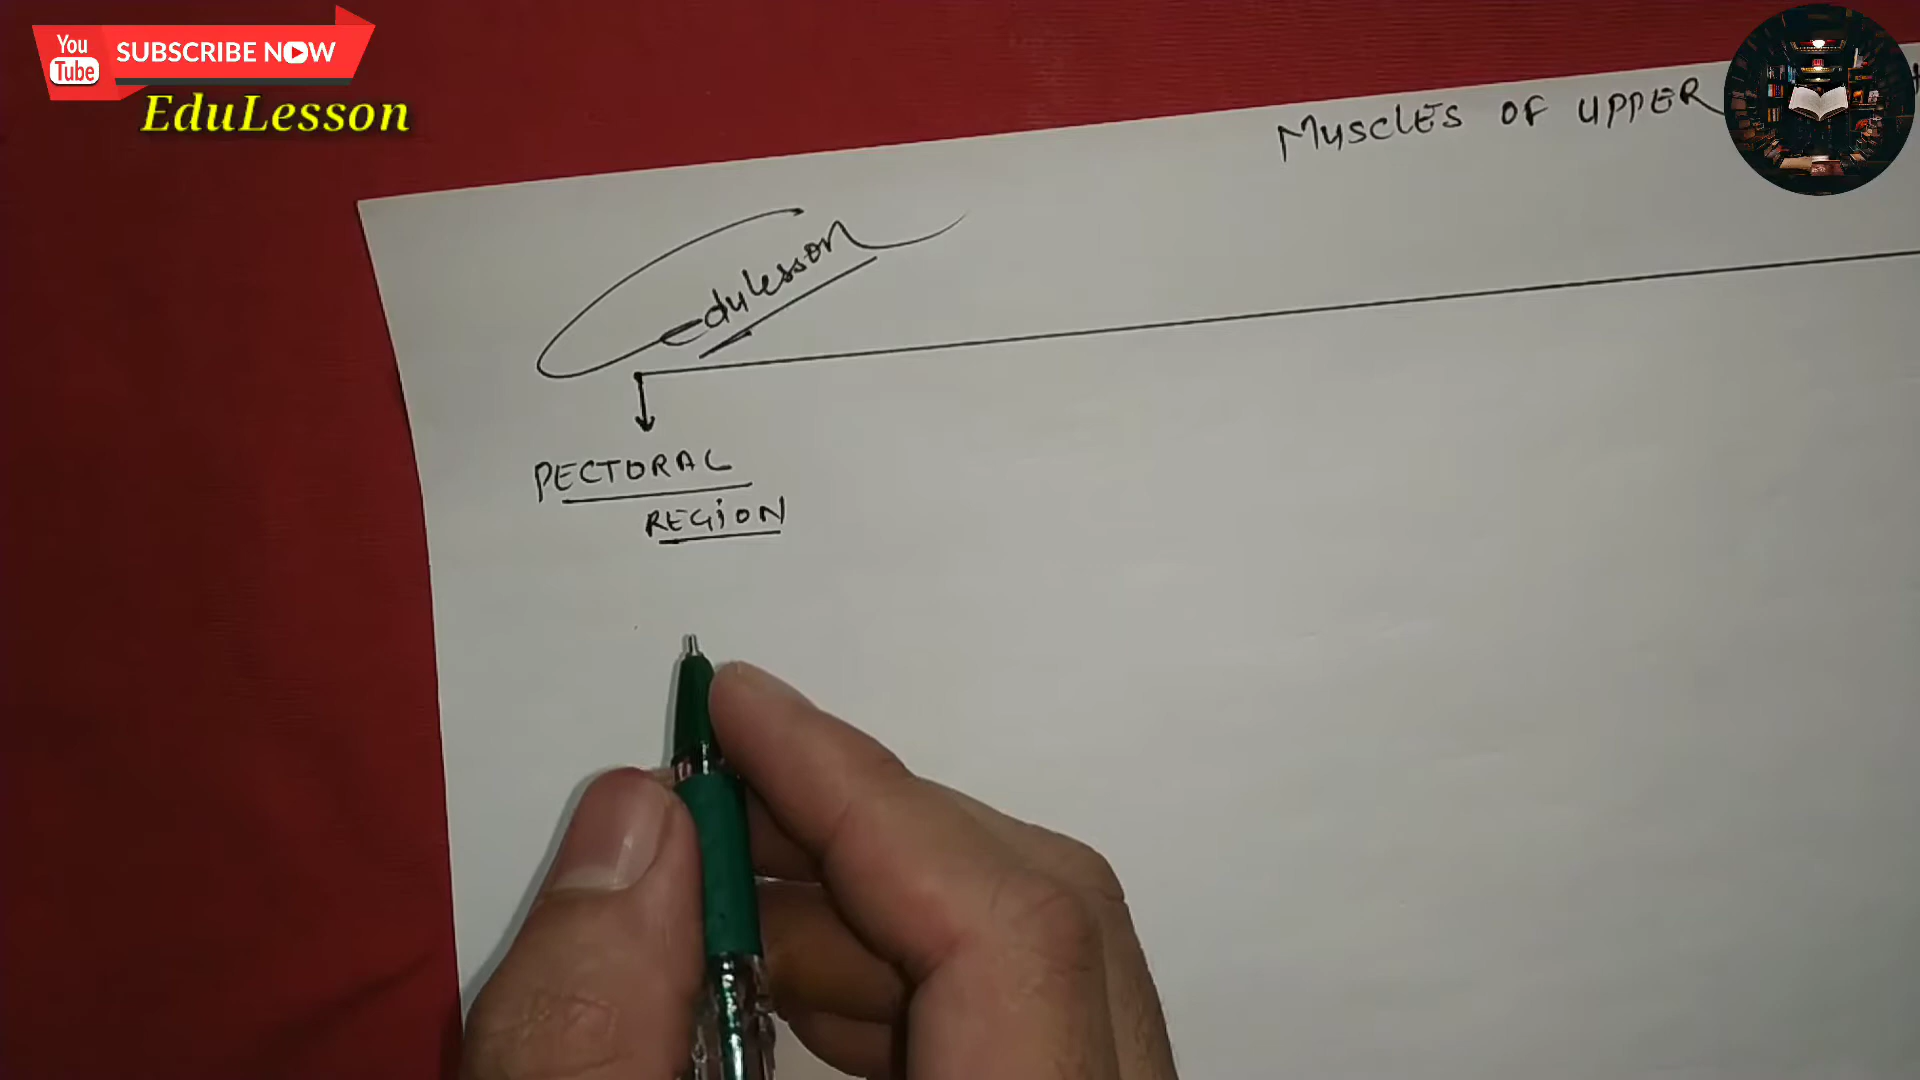 You
Tube
SUBSCRIBE NOW
EduLesson
MUSCLES OF UPPER
Edulesson
PECTORAL
REGION